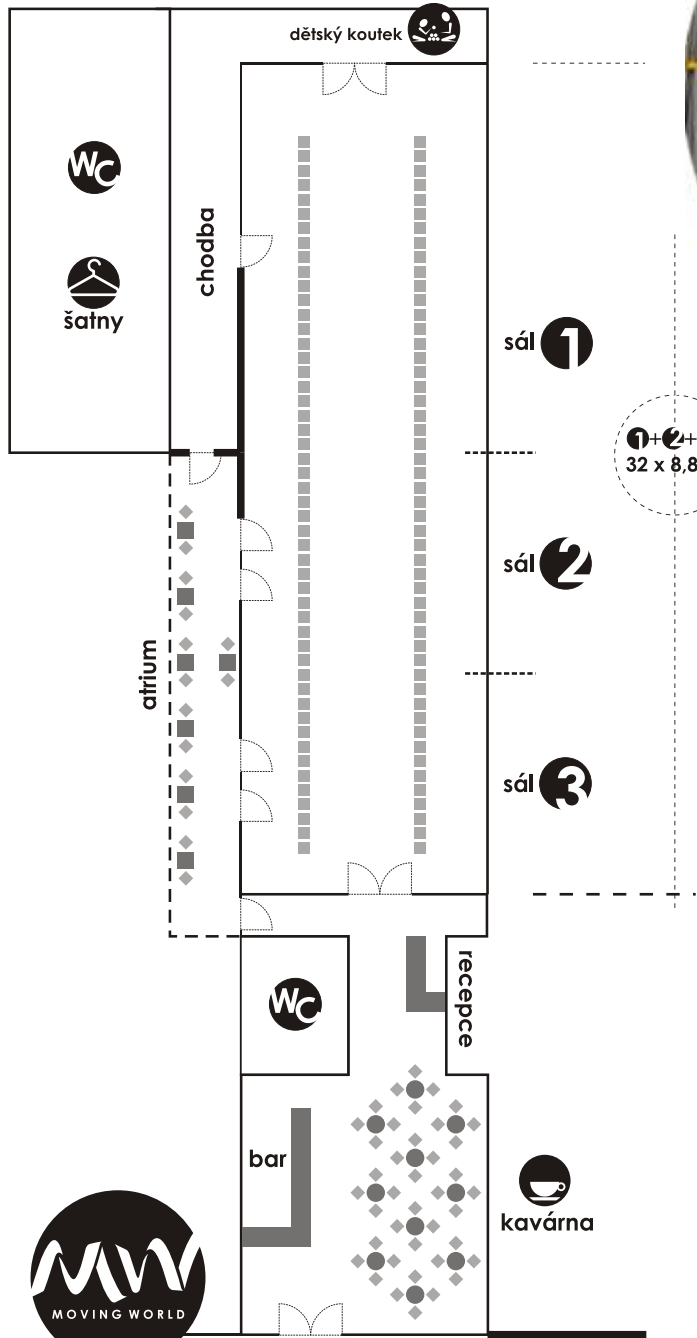 dětský koutek
WC
chodba
šatny
sál 1
1+2+
32 x 8,8
sál 2
atrium
sál 3
WC
recepce
bar
kavárna
MW
MOVING WORLD